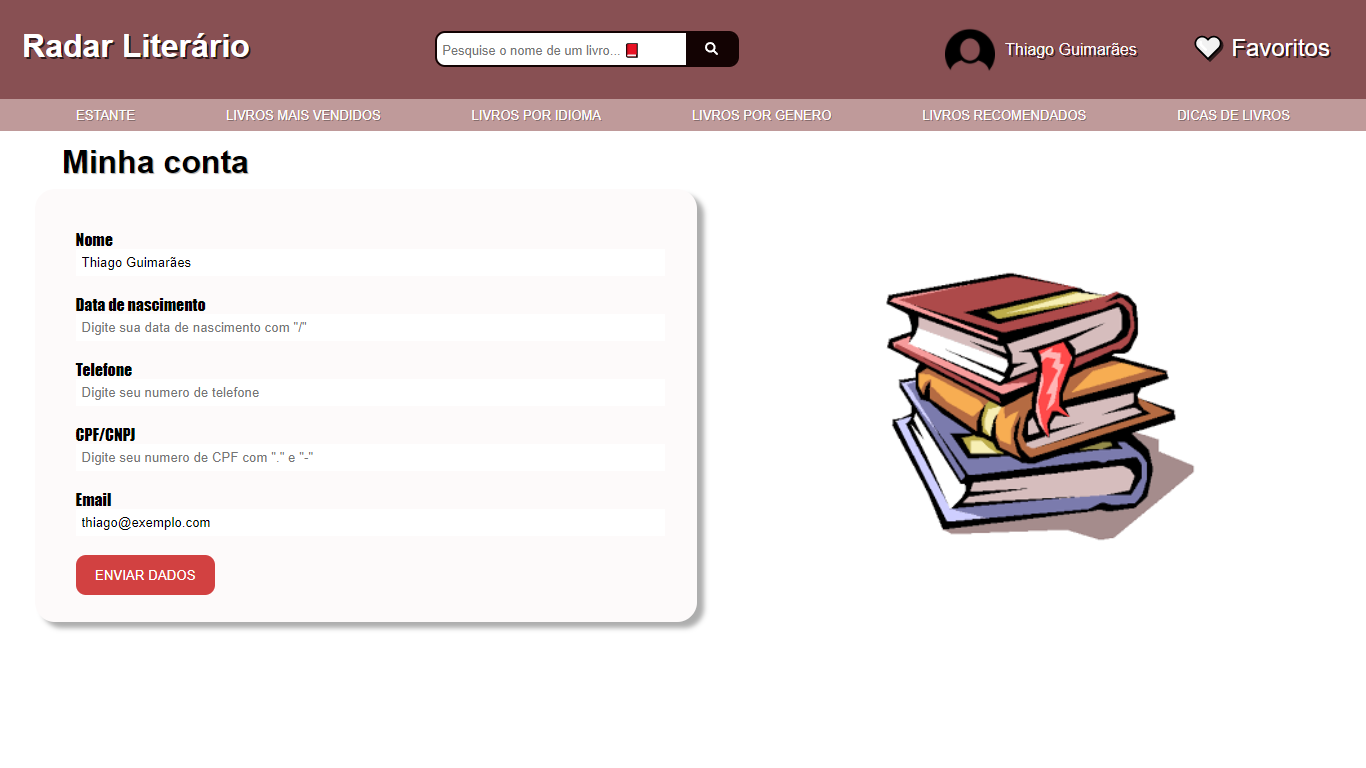 Radar Literário
Pesquise o nome de um livro...
Thiago Guimarães
Favoritos
ESTANTE
LIVROS MAIS VENDIDOS
LIVROS POR IDIOMA
LIVROS POR GENERO
LIVROS RECOMENDADOS
DICAS DE LIVROS
Minha conta
Nome
Thiago Guimarães
Data de nascimento
Digite sua data de nascimento com "/"
Telefone
Digite seu numero de telefone
CPF/CNPJ
Digite seu numero de CPF com "." e "-"
Email
thiago@exemplo.com
ENVIAR DADOS